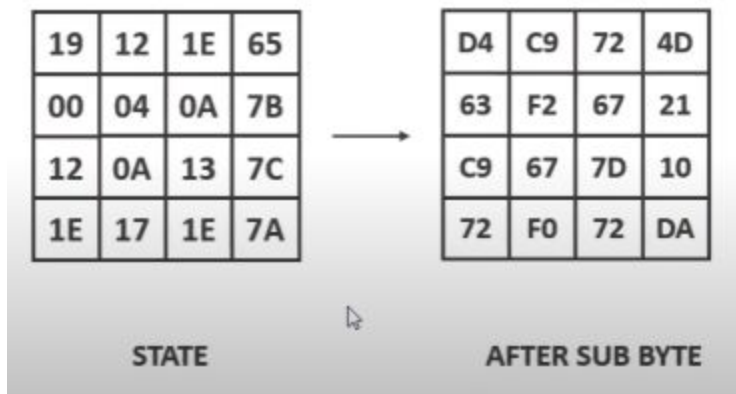 19 12 1E 65 D4 C9 72 4D
00 04 0A 7B 63 F2 67 21
12 0A 13 7C C9 67 7D 10
1E 17 1E 7A 72 F0 72 DA
STATE AFTER SUB BYTE